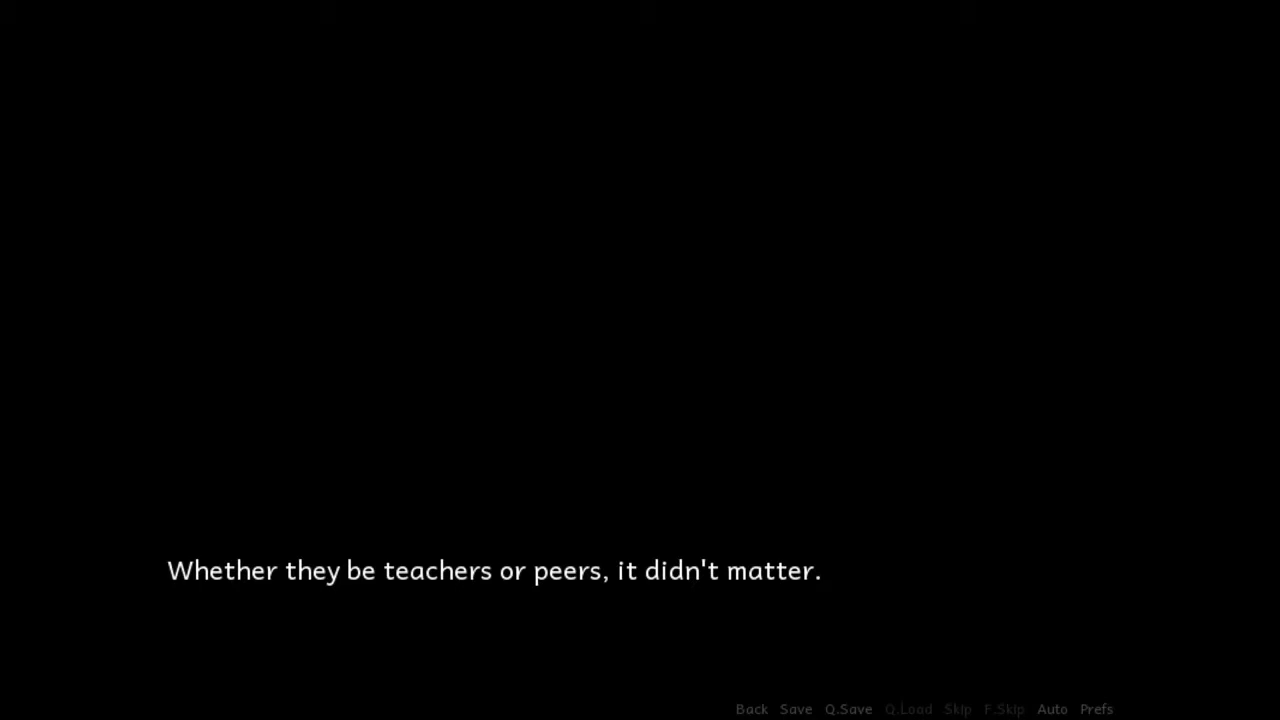 Whether they be teachers or peers, it didn't matter.
Back Save Q.Save Q.Load Skip F.Skip Auto Prefs